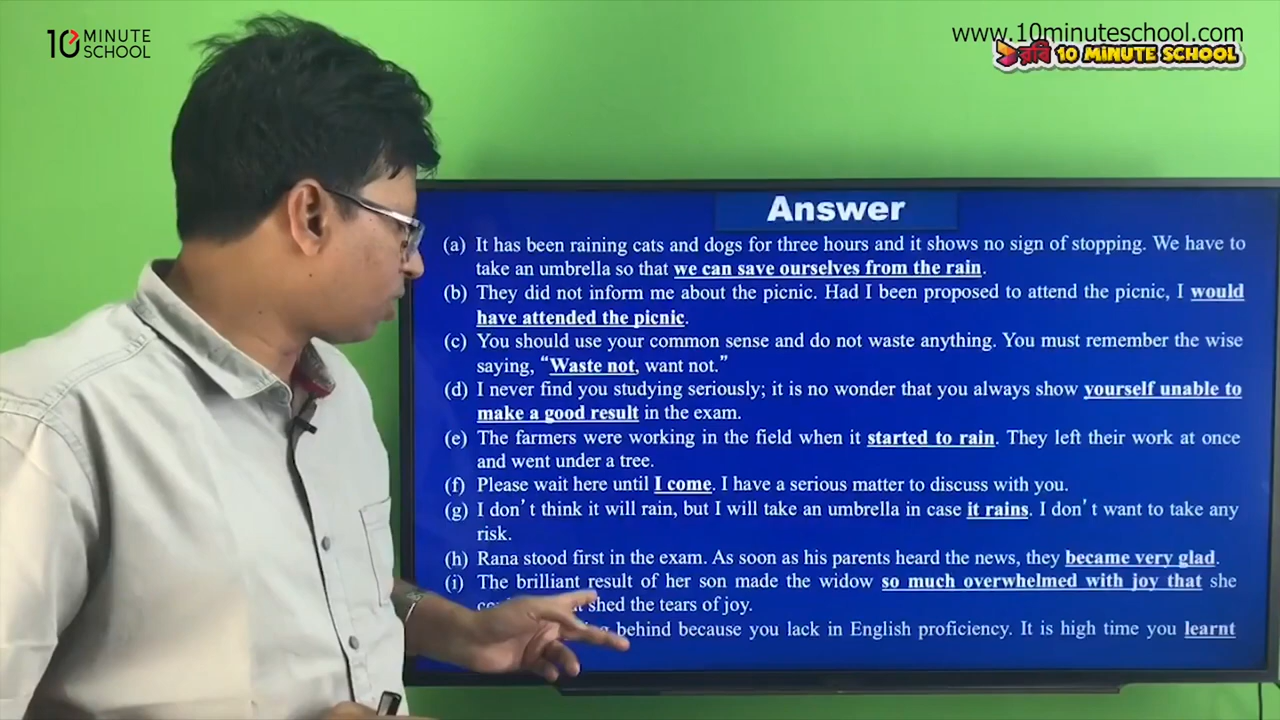 10 MINUTE SCHOOL
www.10minuteschool.com
রবি 10 MINUTE SCHOOL
Answer
(a) It has been raining cats and dogs for three hours and it shows no sign of stopping. We have to
take an umbrella so that we can save ourselves from the rain.
(b) They did not inform me about the picnic. Had I been proposed to attend the picnic, I would
have attended the picnic.
(c) You should use your common sense and do not waste anything. You must remember the wise
saying, “Waste not, want not.”
(d) I never find you studying seriously; it is no wonder that you always show yourself unable to
make a good result in the exam.
(e) The farmers were working in the field when it started to rain. They left their work at once
and went under a tree.
(f) Please wait here until I come. I have a serious matter to discuss with you.
(g) I don’t think it will rain, but I will take an umbrella in case it rains. I don’t want to take any
risk.
(h) Rana stood first in the exam. As soon as his parents heard the news, they became very glad.
(i) The brilliant result of her son made the widow so much overwhelmed with joy that she
shed the tears of joy.
behind because you lack in English proficiency. It is high time you learnt